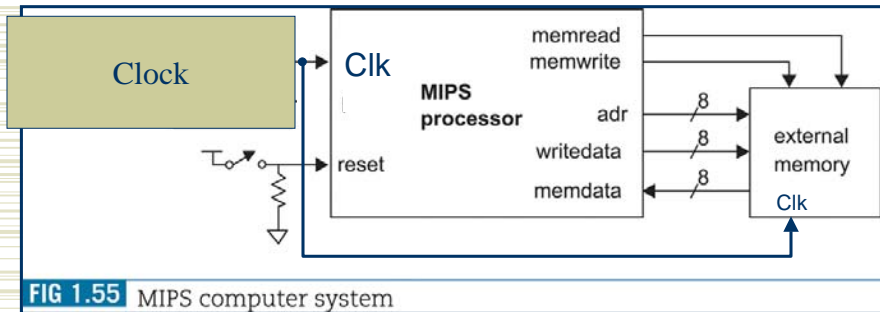 Clock
Clk
MIPS
processor
reset
memread
memwrite
adr
writedata
memdata
8
8
8
external
memory
Clk
FIG 1.55 MIPS computer system